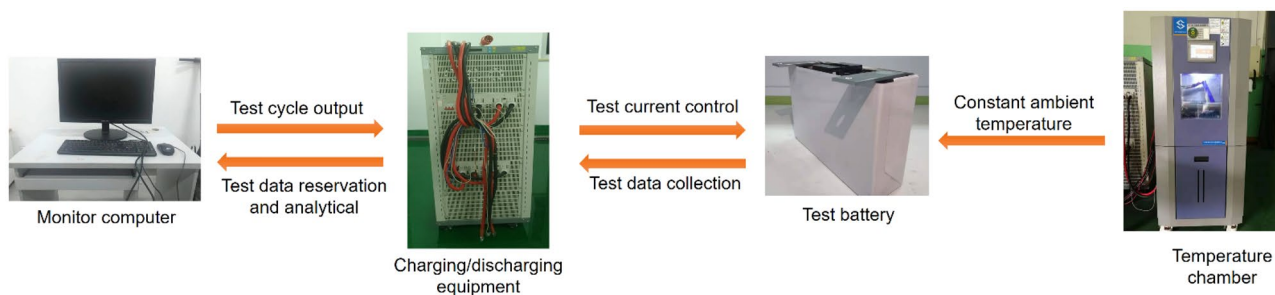 Test cycle output
Test data reservation
and analytical
Monitor computer
Charging/discharging
equipment
Test current control
Test data collection
Test battery
Constant ambient
temperature
Temperature
chamber